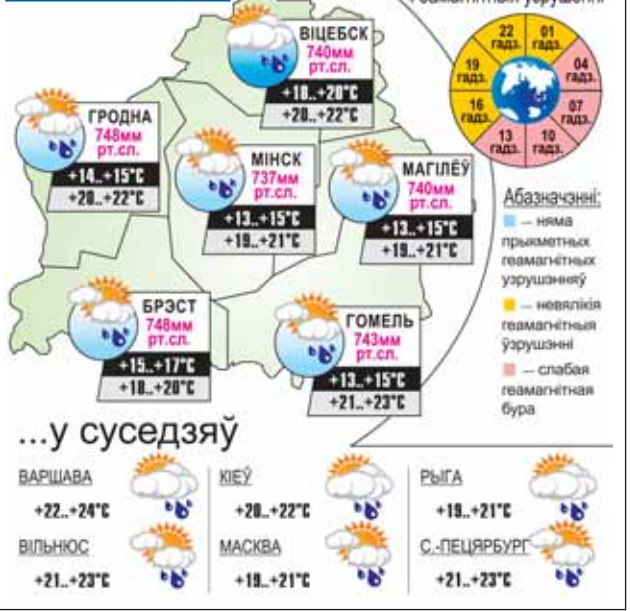 ВІЦЕБСК
740мм
рт.сл.
+18..+20°С
+20..+22°С
ГРОДНА
748мм
рт.сл.
+14..+15°С
+20..+22°С
МІНСК
737мм
рт.сл.
+13..+15°С
+19..+21°С
МАГІЛЁЎ
740мм
рт.сл.
+13..+15°С
+19..+21°С
БРЭСТ
748мм
рт.сл.
+15..+17°С
+18..+20°С
ГОМЕЛЬ
743мм
рт.сл.
+13..+15°С
+21..+23°С
22
гадз.
01
гадз.
04
гадз.
07
гадз.
10
гадз.
13
гадз.
16
гадз.
19
гадз.
Абазначэнні:
— няма
прыкметных
геамагнітных
узрушэнняў
— невялікія
геамагнітныя
ўзрушэнні
— слабая
геамагнітная
бура
...у суседзяў
ВАРШАВА
+22..+24°С
КІЕЎ
+20..+22°С
РЫГА
+19..+21°С
ВІЛЬНЮС
+21..+23°С
МАСКВА
+19..+21°С
С.-ПЕЦЯРБУРГ
+21..+23°С